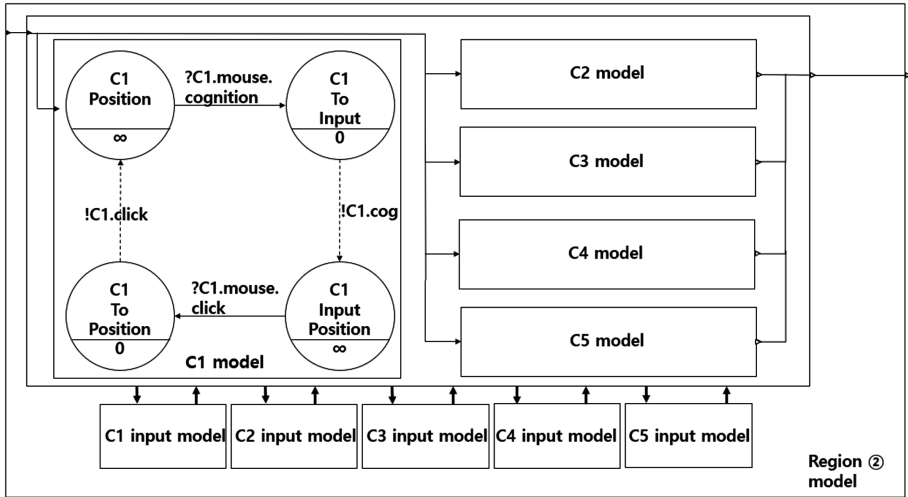 C1
Position
∞
?C1.mouse.
cognition
C1
To
Input
0
!C1.click
!C1.cog
C1
To
Position
0
?C1.mouse.
click
C1
Input
Position
∞
C1 model
C2 model
C3 model
C4 model
C5 model
C1 input model
C2 input model
C3 input model
C4 input model
C5 input model
Region ②
model